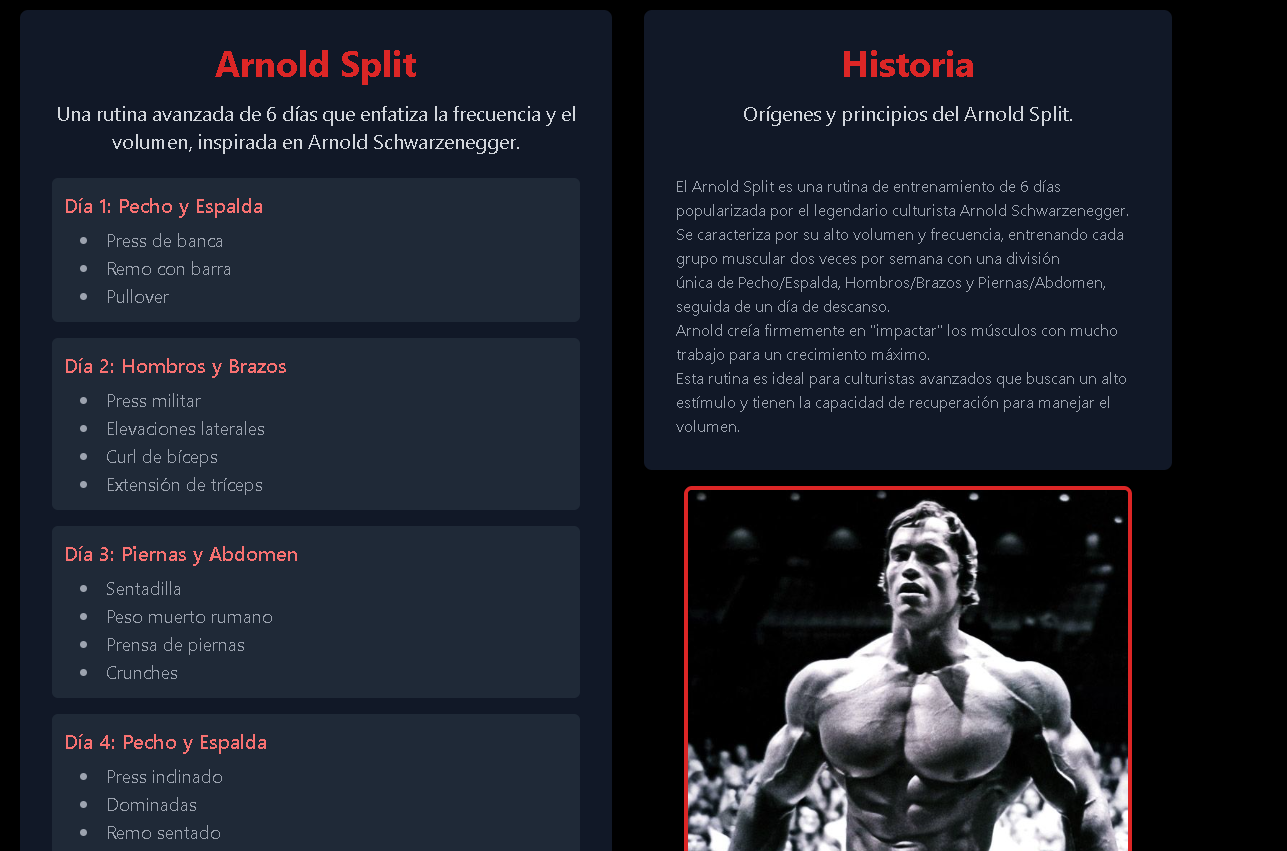 Arnold Split
Una rutina avanzada de 6 días que enfatiza la frecuencia y el
volumen, inspirada en Arnold Schwarzenegger.
Día 1: Pecho y Espalda
Press de banca
Remo con barra
Pullover
Día 2: Hombros y Brazos
Press militar
Elevaciones laterales
Curl de bíceps
Extensión de tríceps
Día 3: Piernas y Abdomen
Sentadilla
Peso muerto rumano
Prensa de piernas
Crunches
Día 4: Pecho y Espalda
Press inclinado
Dominadas
Remo sentado
Historia
Orígenes y principios del Arnold Split.
El Arnold Split es una rutina de entrenamiento de 6 días
popularizada por el legendario culturista Arnold Schwarzenegger.
Se caracteriza por su alto volumen y frecuencia, entrenando cada
grupo muscular dos veces por semana con una división
única de Pecho/Espalda, Hombros/Brazos y Piernas/Abdomen,
seguida de un día de descanso.
Arnold creía firmemente en "impactar" los músculos con mucho
trabajo para un crecimiento máximo.
Esta rutina es ideal para culturistas avanzados que buscan un alto
estímulo y tienen la capacidad de recuperación para manejar el
volumen.